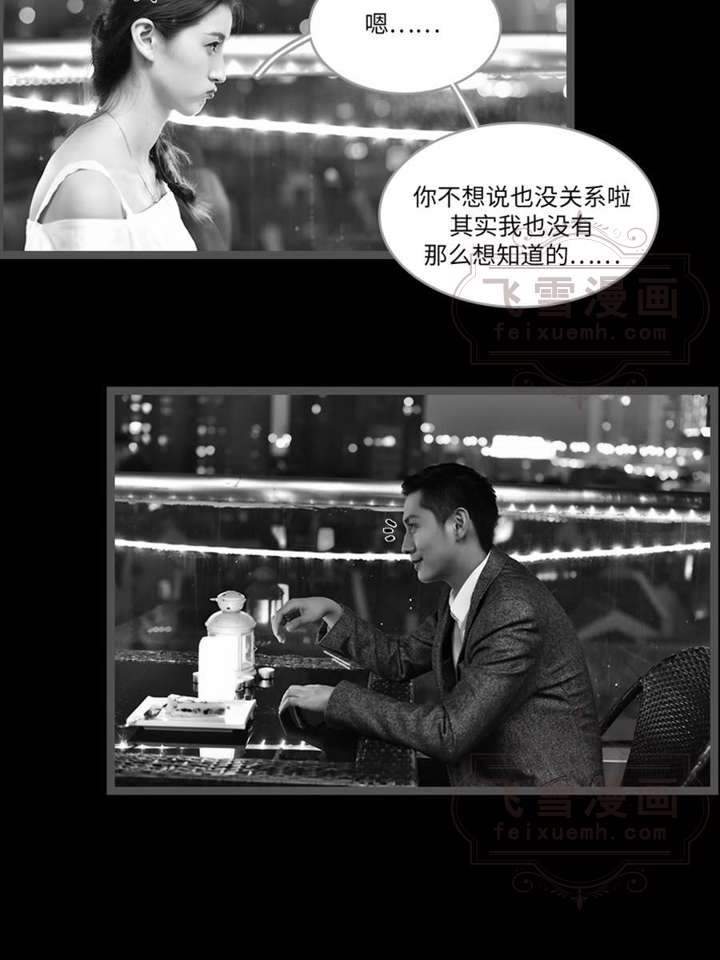 嗯……
你不想说也没关系啦
其实我也没有
那么想知道的……
飞雪漫画
feixuemh.com
飞雪漫画
feixuemh.com